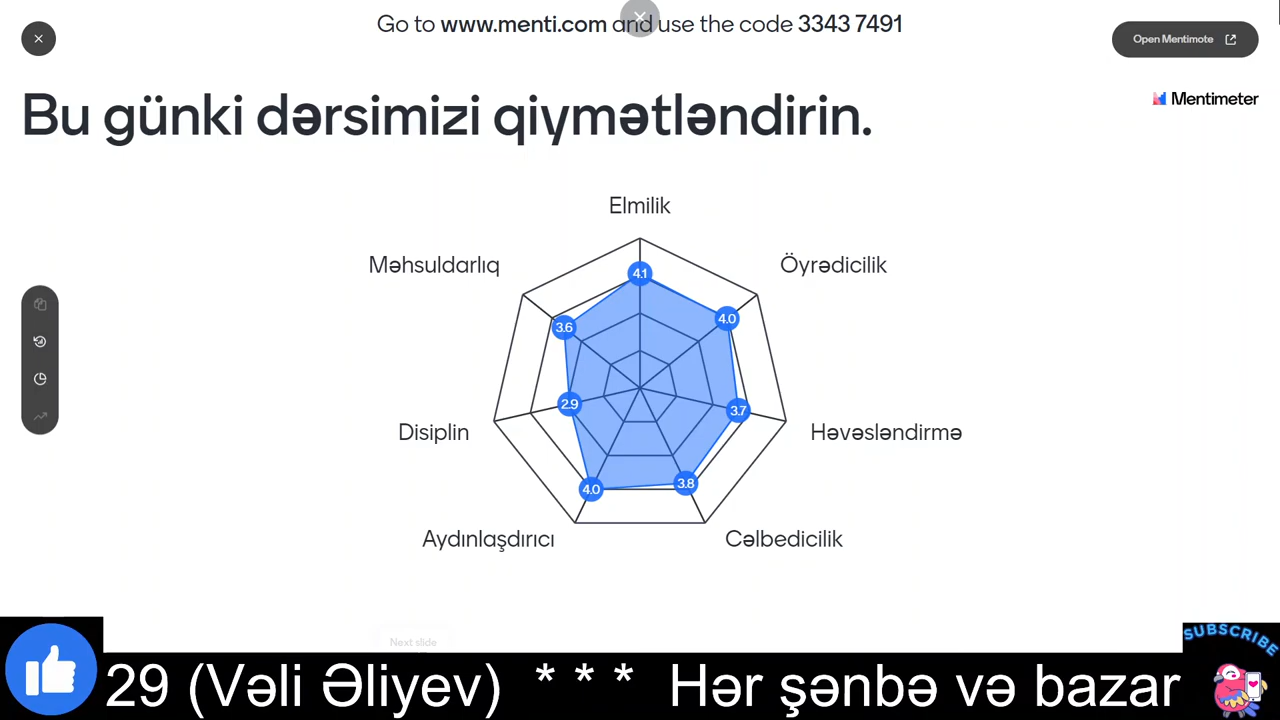 Go to www.menti.com and use the code 3343 7491
Open Mentimote
Bu günki dərsimizi qiymətləndirin.
Mentimeter
Elmilik
Məhsuldarlıq
Öyrədicilik
4.1
4.0
3.6
2.9
3.7
Disiplin
Həvəsləndirmə
4.0
3.8
Aydınlaşdırıcı
Cəlbedicilik
Next slide
SUBSCRIBE
29 (Vəli Əliyev) * * * Hər şənbə və bazar